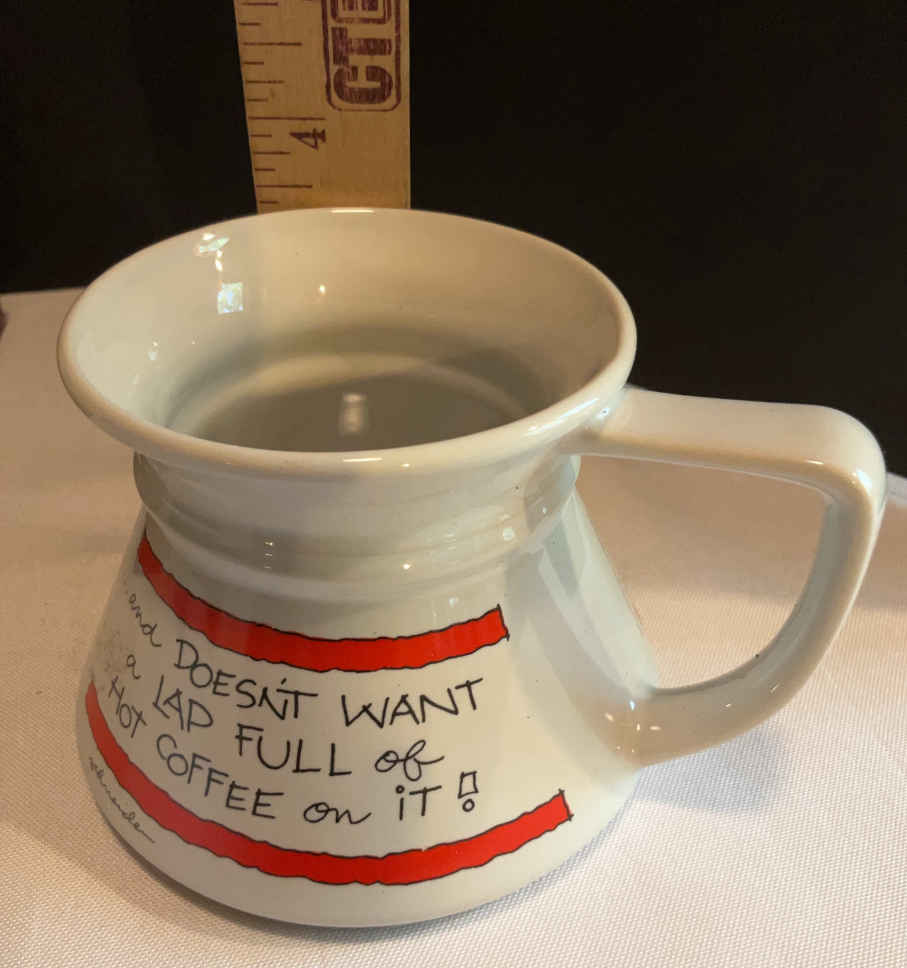 4
and DOESN'T WANT
a LAP FULL of
HOT COFFEE on iT!